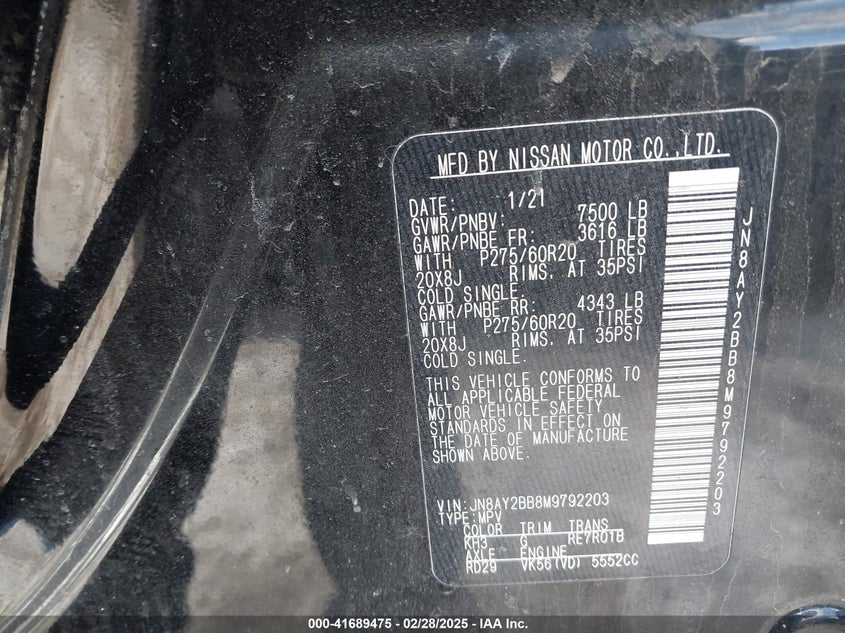 MFD BY NISSAN MOTOR CO.,LTD.
DATE: 1/21
GVWR/PNBV: 7500 LB
GAWR/PNBE FR: 3616 LB
WITH P275/60R20 TIRES
20X8J RIMS, AT 35PSI
COLD SINGLE.
GAWR/PNBE RR: 4343 LB
WITH P275/60R20 TIRES
20X8J RIMS, AT 35PSI
COLD SINGLE.
THIS VEHICLE CONFORMS TO
ALL APPLICABLE FEDERAL
MOTOR VEHICLE SAFETY
STANDARDS IN EFFECT ON
THE DATE OF MANUFACTURE
SHOWN ABOVE.
VIN: JN8AY2BB8M9792203
TYPE: MPV
COLOR TRIM TRANS
KH3 G RE7R01B
AXLE ENGINE
RD29 VK56(VD) 5552CC
JN8AY2BB8M9792203
000-41689475 - 02/28/2025 - IAA Inc.